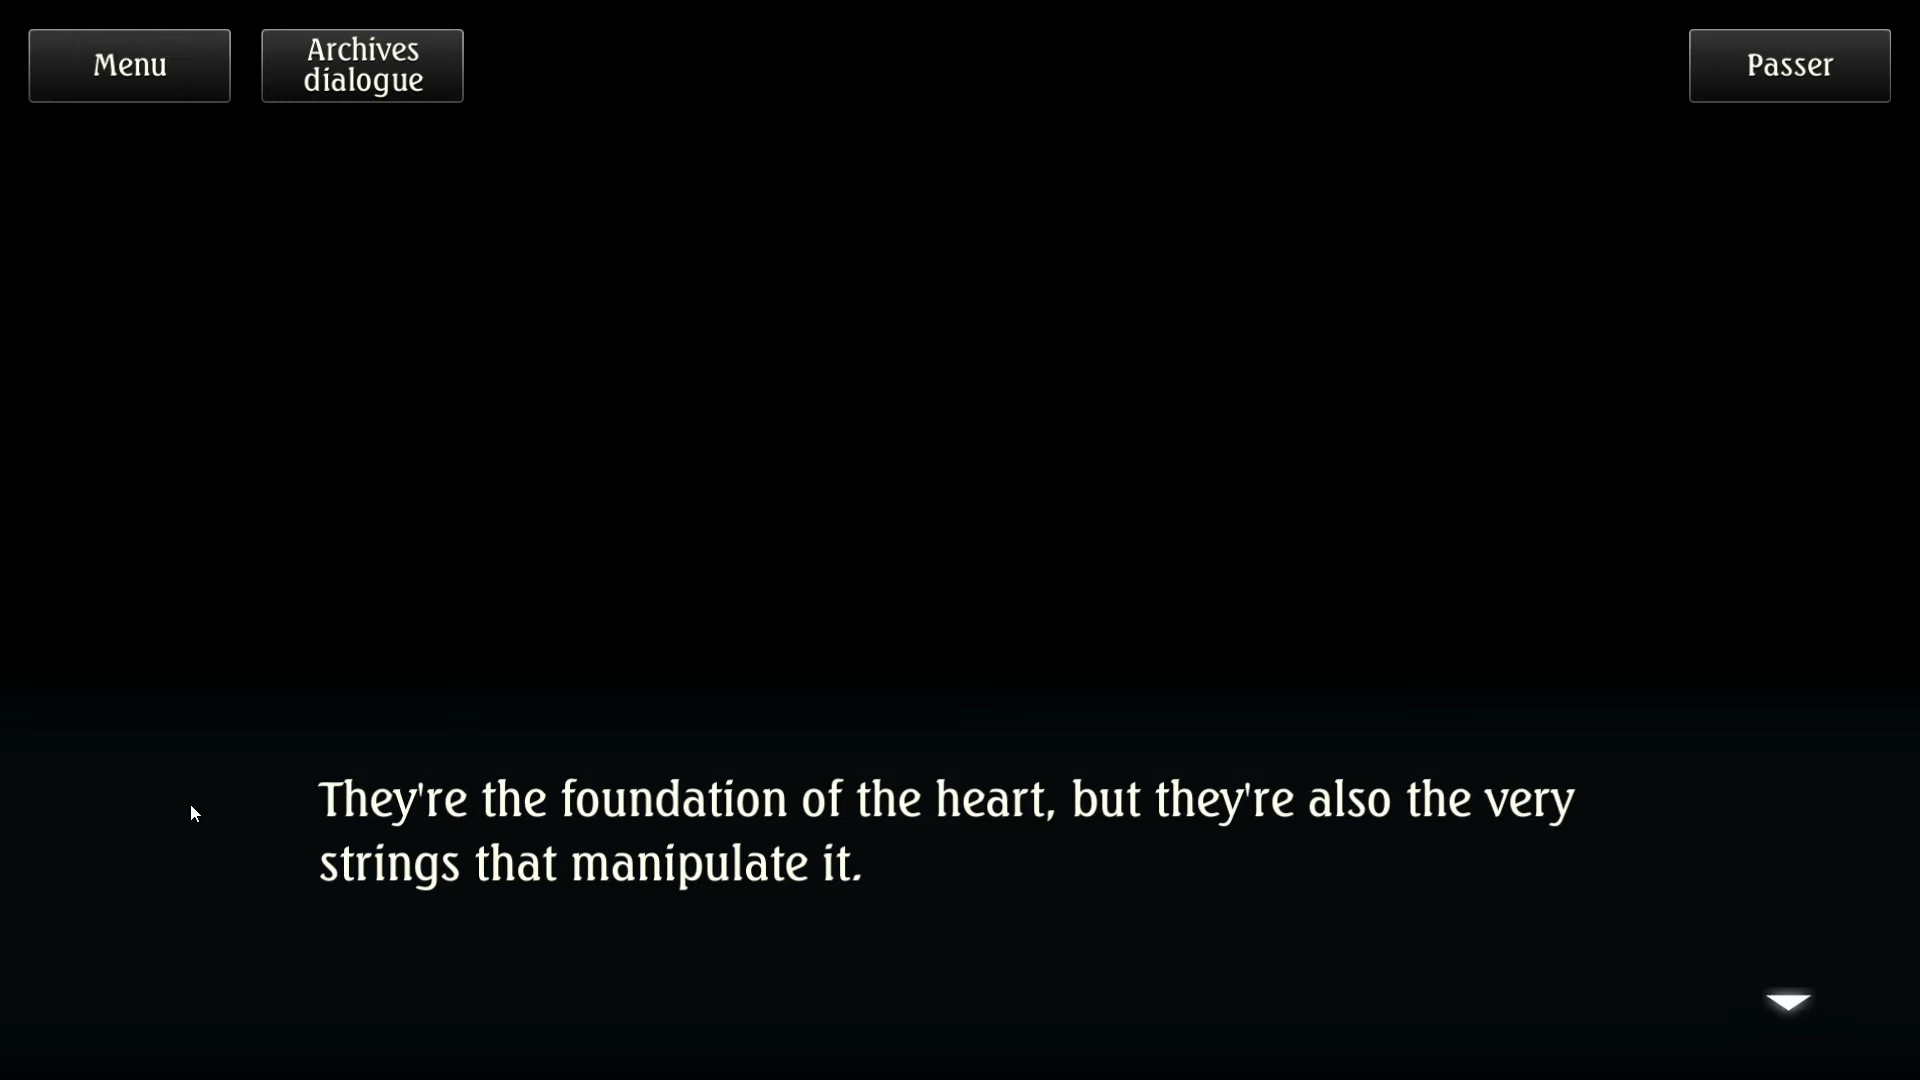 Menu
Archives
dialogue
Passer
They're the foundation of the heart, but they're also the very
strings that manipulate it.